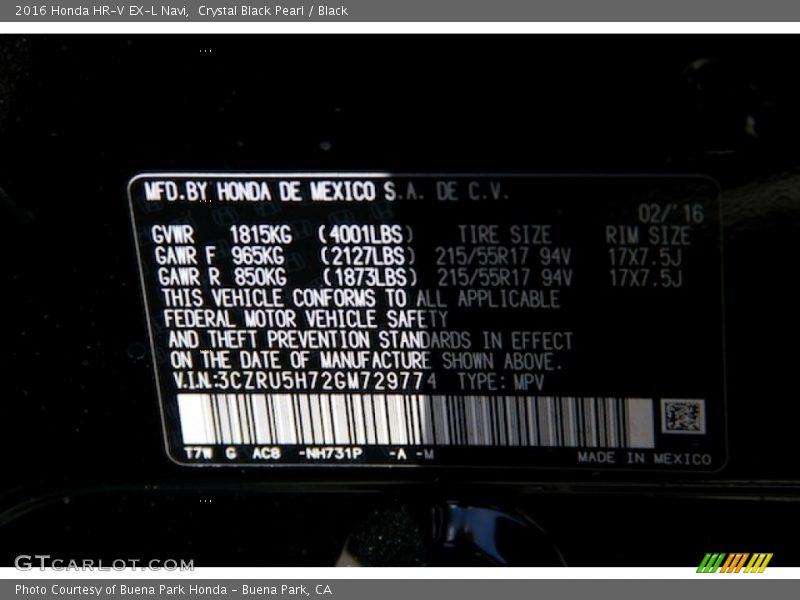 2016 Honda HR-V EX-L Navi, Crystal Black Pearl / Black
MFD.BY HONDA DE MEXICO S.A. DE C.V.
02/'16
GVWR 1815KG (4001LBS) TIRE SIZE RIM SIZE
GAWR F 965KG (2127LBS) 215/55R17 94V 17X7.5J
GAWR R 850KG (1873LBS) 215/55R17 94V 17X7.5J
THIS VEHICLE CONFORMS TO ALL APPLICABLE
FEDERAL MOTOR VEHICLE SAFETY
AND THEFT PREVENTION STANDARDS IN EFFECT
ON THE DATE OF MANUFACTURE SHOWN ABOVE.
V.I.N:3CZRU5H72GM729774 TYPE: MPV
T7W G AC8 -NH731P -A -M MADE IN MEXICO
GTCARLOT.COM
Photo Courtesy of Buena Park Honda - Buena Park, CA